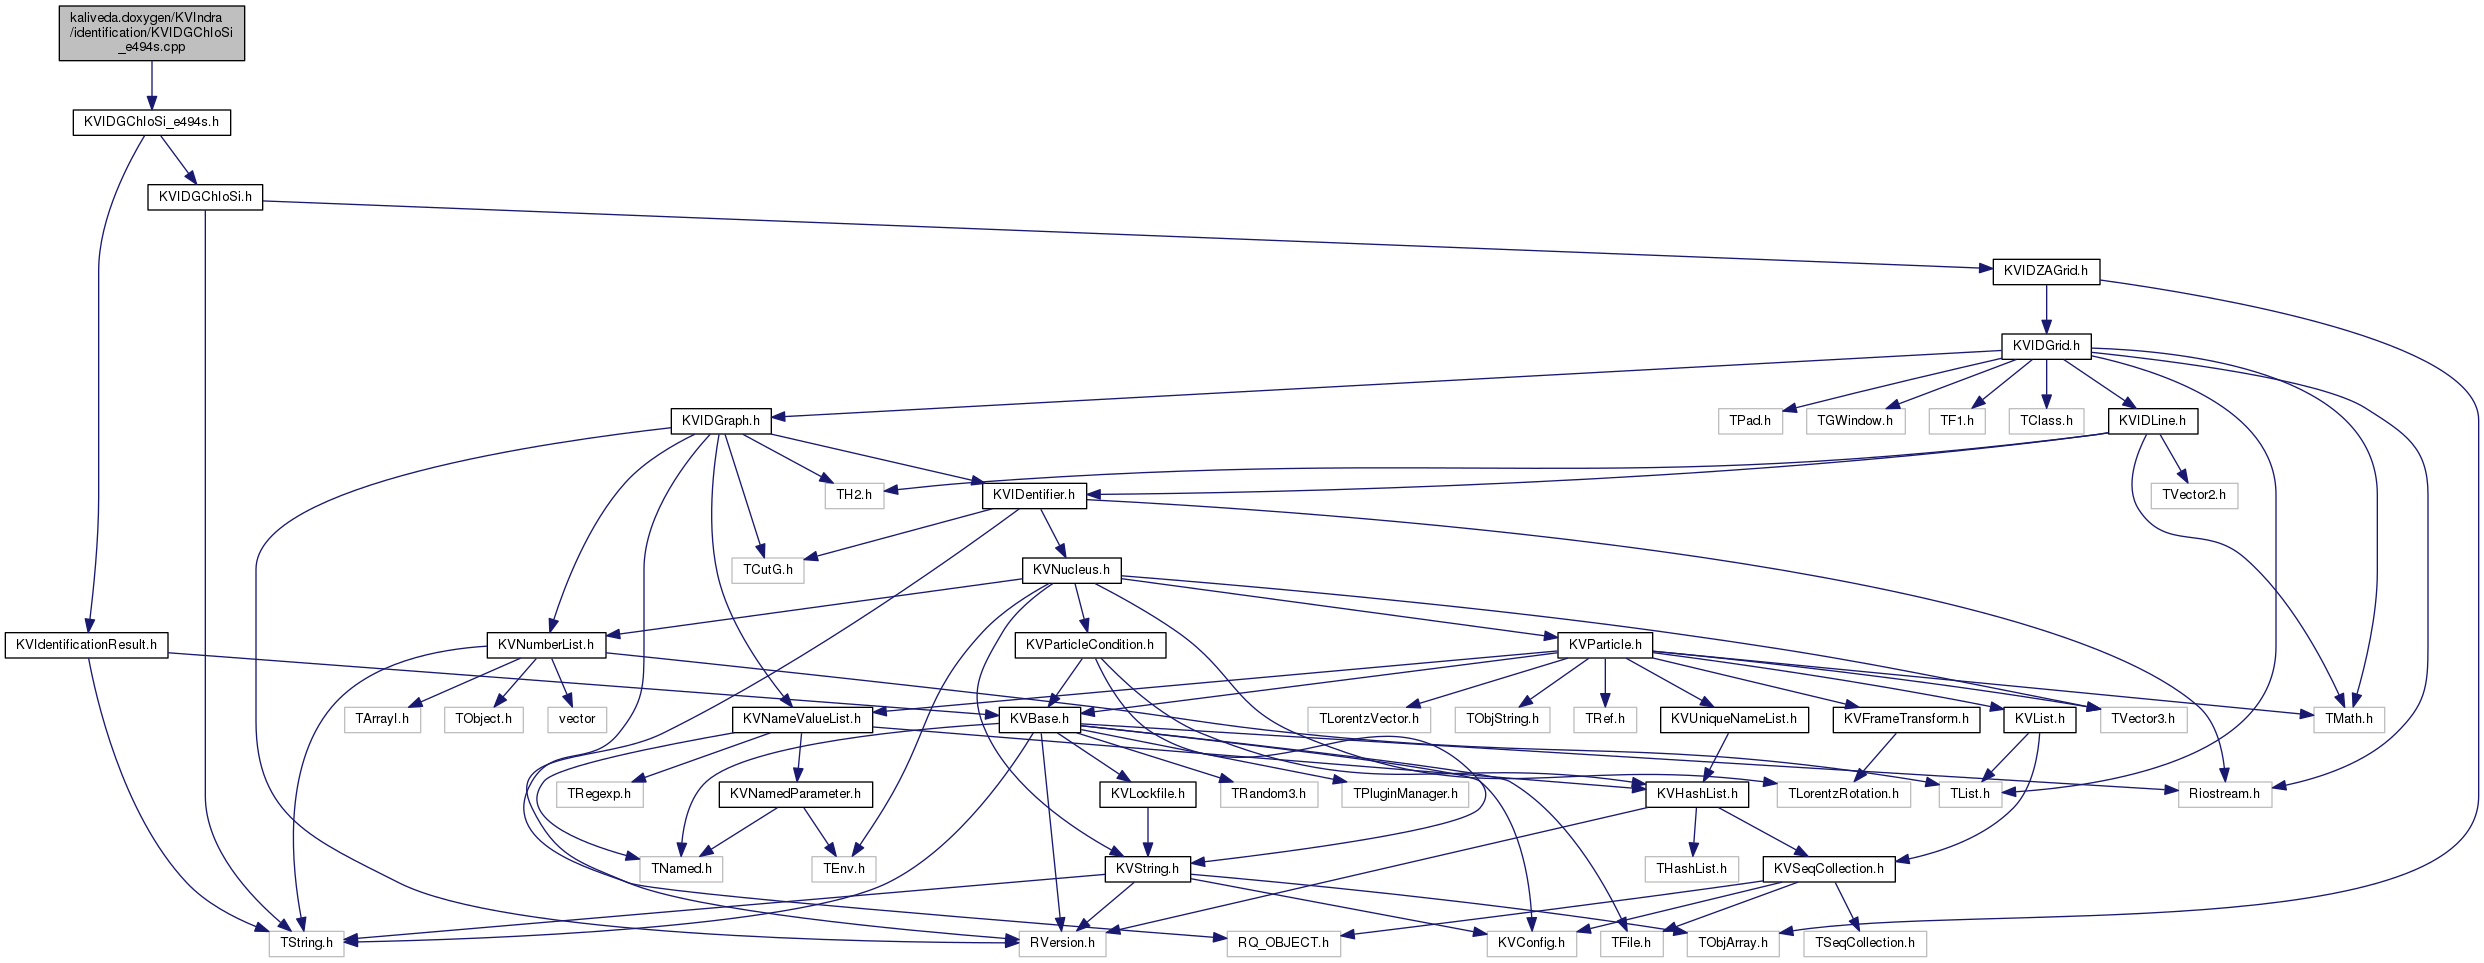 kaliveda.doxygen/KVIndra
/identification/KVIDGChIoSi
_e494s.cpp
KVIDGChIoSi_e494s.h
KVIDGChIoSi.h
KVIDZAGrid.h
KVIDGrid.h
KVIDGraph.h
TPad.h
TGWindow.h
TF1.h
TClass.h
KVIDLine.h
TH2.h
KVIDentifier.h
TVector2.h
TCutG.h
KVNucleus.h
KVIdentificationResult.h
KVNumberList.h
KVParticleCondition.h
KVParticle.h
TArrayI.h
TObject.h
vector
KVNameValueList.h
KVBase.h
TLorentzVector.h
TObjString.h
TRef.h
KVUniqueNameList.h
KVFrameTransform.h
KVList.h
TVector3.h
TMath.h
TRegexp.h
KVNamedParameter.h
KVLockfile.h
TRandom3.h
TPluginManager.h
KVHashList.h
TLorentzRotation.h
TList.h
Riostream.h
TNamed.h
TEnv.h
KVString.h
THashList.h
KVSeqCollection.h
TString.h
RVersion.h
RQ_OBJECT.h
KVConfig.h
TFile.h
TObjArray.h
TSeqCollection.h